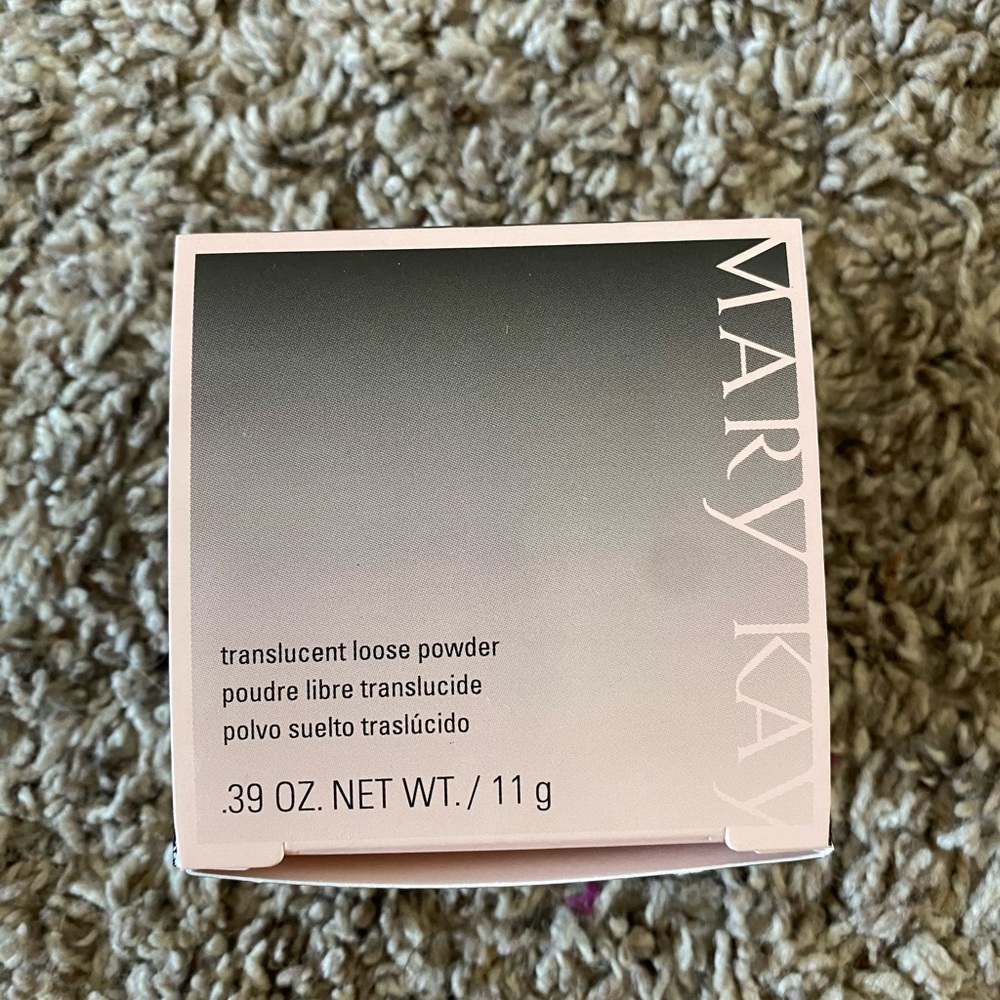 MARY KAY
translucent loose powder
poudre libre translucide
polvo suelto traslúcido
.39 OZ. NET WT. / 11 g